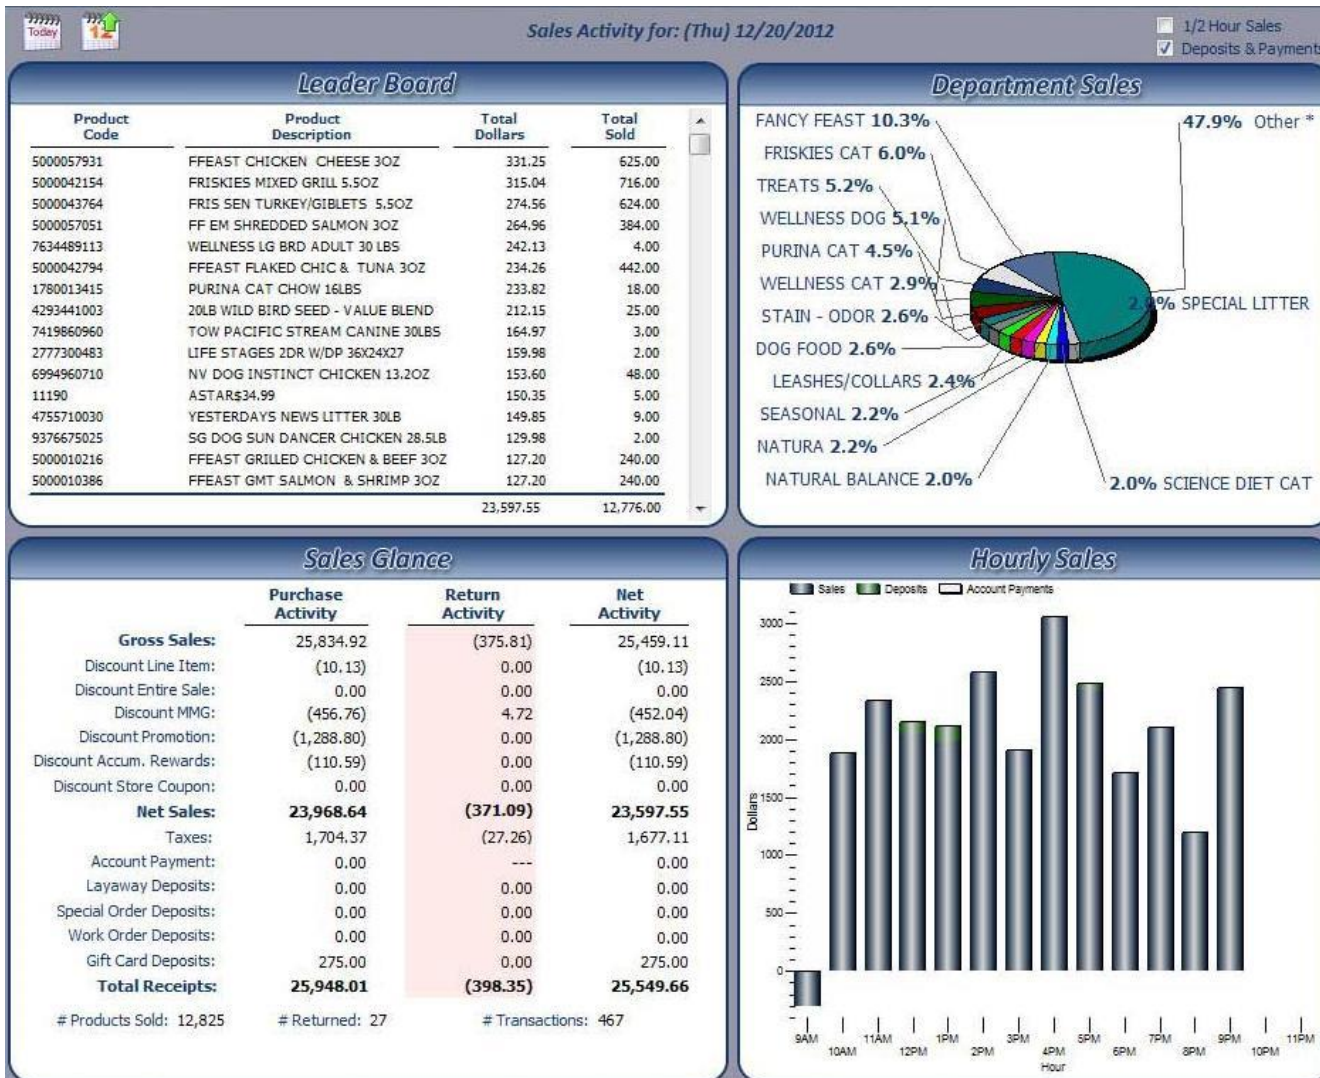 Today
12
Sales Activity for: (Thu) 12/20/2012
1/2 Hour Sales
Deposits & Payment
Leader Board
Product Code Product Description Total Dollars Total Sold
5000057931 FFEAST CHICKEN CHEESE 3OZ 331.25 625.00
5000042154 FRISKIES MIXED GRILL 5.5OZ 315.04 716.00
5000043764 FRIS SEN TURKEY/GIBLETS 5.5OZ 274.56 624.00
5000057051 FF EM SHREDDED SALMON 3OZ 264.96 384.00
7634489113 WELLNESS LG BRD ADULT 30 LBS 242.13 4.00
5000042794 FFEAST FLAKED CHIC & TUNA 3OZ 234.26 442.00
1780013415 PURINA CAT CHOW 16LBS 233.82 18.00
4293441003 20LB WILD BIRD SEED - VALUE BLEND 212.15 25.00
7419860960 TOW PACIFIC STREAM CANINE 30LBS 164.97 3.00
2777300483 LIFE STAGES 2DR W/DP 36X24X27 159.98 2.00
6994960710 NV DOG INSTINCT CHICKEN 13.2OZ 153.60 48.00
11190 ASTAR$34.99 150.35 5.00
4755710030 YESTERDAYS NEWS LITTER 30LB 149.85 9.00
9376675025 SG DOG SUN DANCER CHICKEN 28.5LB 129.98 2.00
5000010216 FFEAST GRILLED CHICKEN & BEEF 3OZ 127.20 240.00
5000010386 FFEAST GMT SALMON & SHRIMP 3OZ 127.20 240.00
23,597.55 12,776.00
Department Sales
FANCY FEAST 10.3%
47.9% Other *
FRISKIES CAT 6.0%
TREATS 5.2%
WELLNESS DOG 5.1%
PURINA CAT 4.5%
WELLNESS CAT 2.9%
2.0% SPECIAL LITTER
STAIN - ODOR 2.6%
DOG FOOD 2.6%
LEASHES/COLLARS 2.4%
SEASONAL 2.2%
NATURA 2.2%
NATURAL BALANCE 2.0%
2.0% SCIENCE DIET CAT
Sales Glance
Purchase Activity Return Activity Net Activity
Gross Sales: 25,834.92 (375.81) 25,459.11
Discount Line Item: (10.13) 0.00 (10.13)
Discount Entire Sale: 0.00 0.00 0.00
Discount MMG: (456.76) 4.72 (452.04)
Discount Promotion: (1,288.80) 0.00 (1,288.80)
Discount Accum. Rewards: (110.59) 0.00 (110.59)
Discount Store Coupon: 0.00 0.00 0.00
Net Sales: 23,968.64 (371.09) 23,597.55
Taxes: 1,704.37 (27.26) 1,677.11
Account Payment: 0.00 --- 0.00
Layaway Deposits: 0.00 0.00 0.00
Special Order Deposits: 0.00 0.00 0.00
Work Order Deposits: 0.00 0.00 0.00
Gift Card Deposits: 275.00 0.00 275.00
Total Receipts: 25,948.01 (398.35) 25,549.66
# Products Sold: 12,825 # Returned: 27 # Transactions: 467
Hourly Sales
Sales Deposits Account Payments
3000
2500
2000
1500
1000
500
0
Dollars
9AM 10AM 11AM 12PM 1PM 2PM 3PM 4PM 5PM 6PM 7PM 8PM 9PM 10PM 11PM
Hour